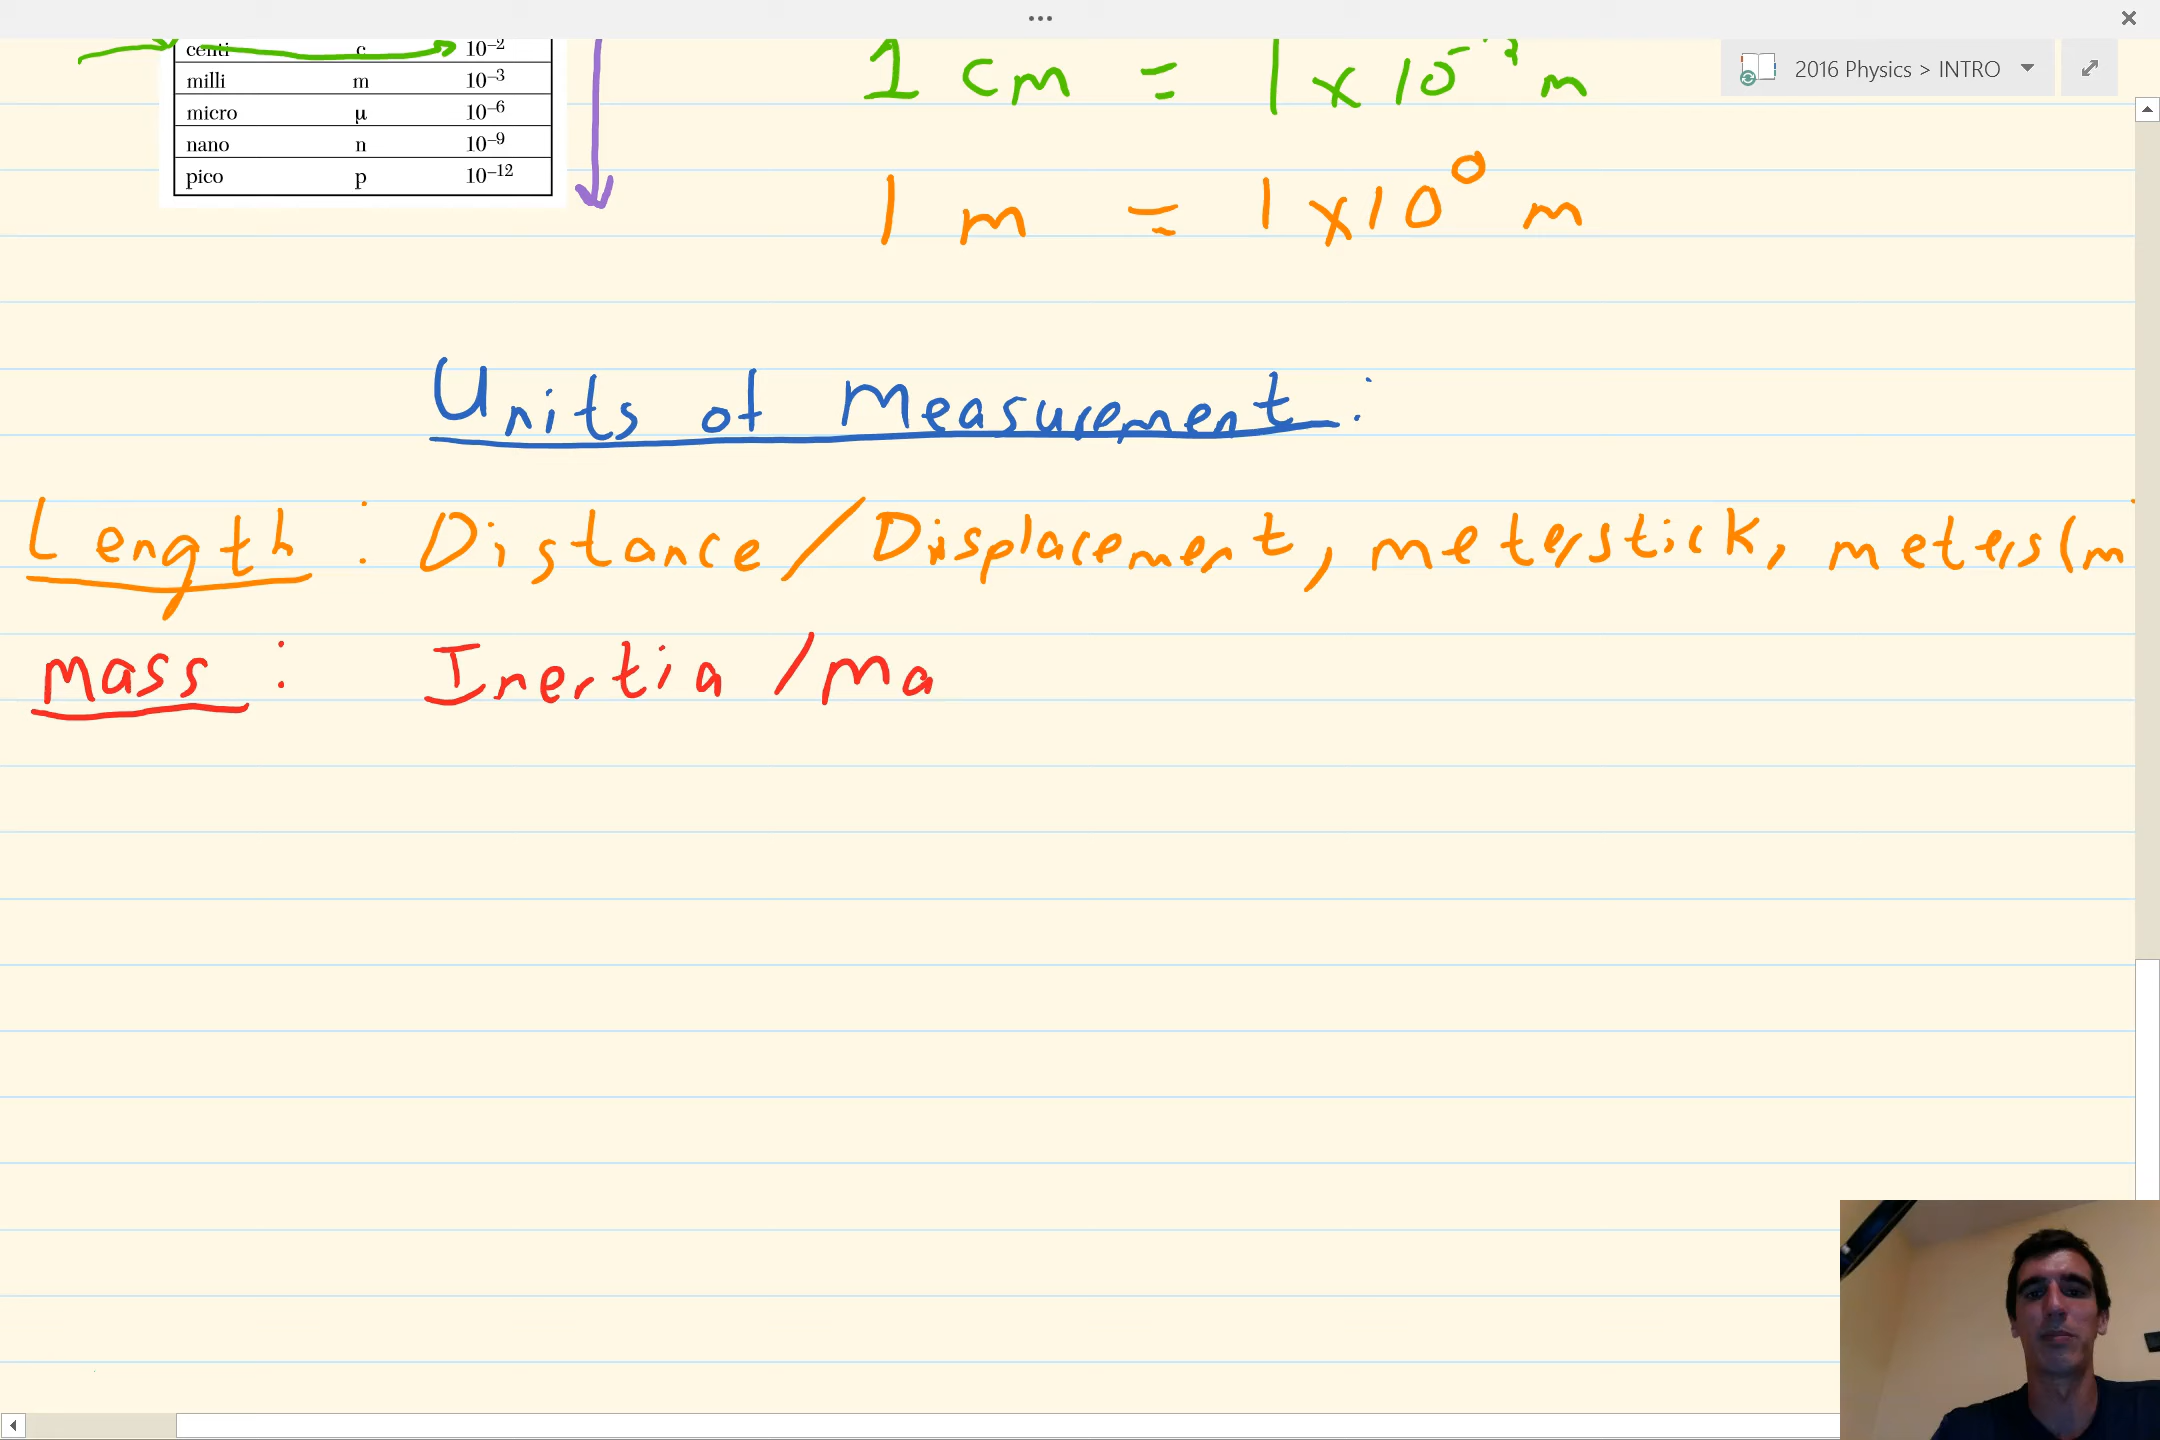 centi c 10⁻²
milli m 10⁻³
micro μ 10⁻⁶
nano n 10⁻⁹
pico p 10⁻¹²
1 cm = 1 x 10⁻² m
1 m = 1 x 10⁰ m
2016 Physics > INTRO
Units of Measurement:
Length: Distance/Displacement, meterstick, meters(m
Mass: Inertia/Ma